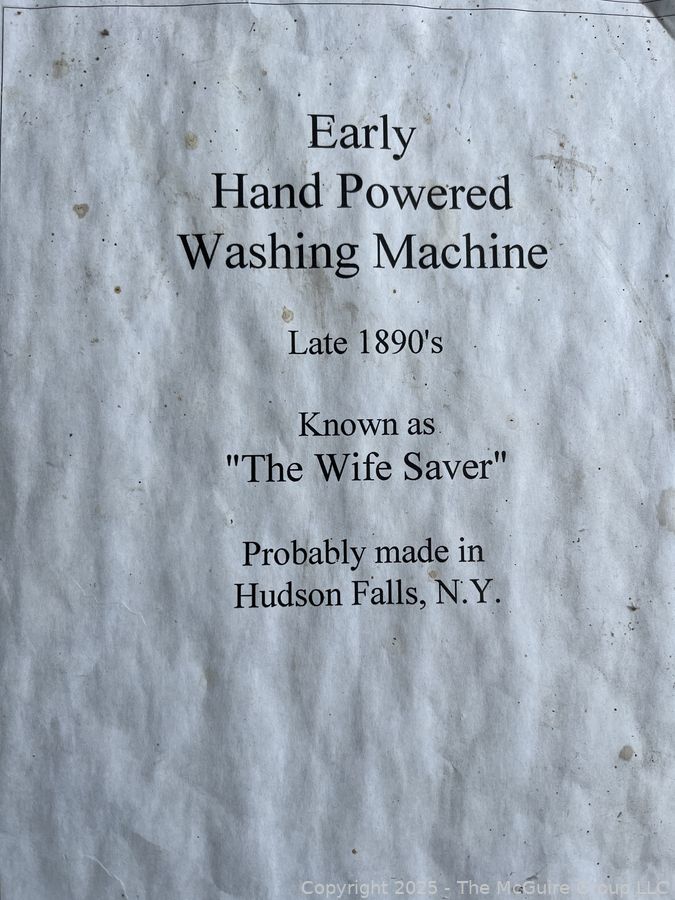 Early
Hand Powered
Washing Machine
Late 1890's
Known as
"The Wife Saver"
Probably made in
Hudson Falls, N.Y.
Copyright 2025 - The McGuire Group LLC